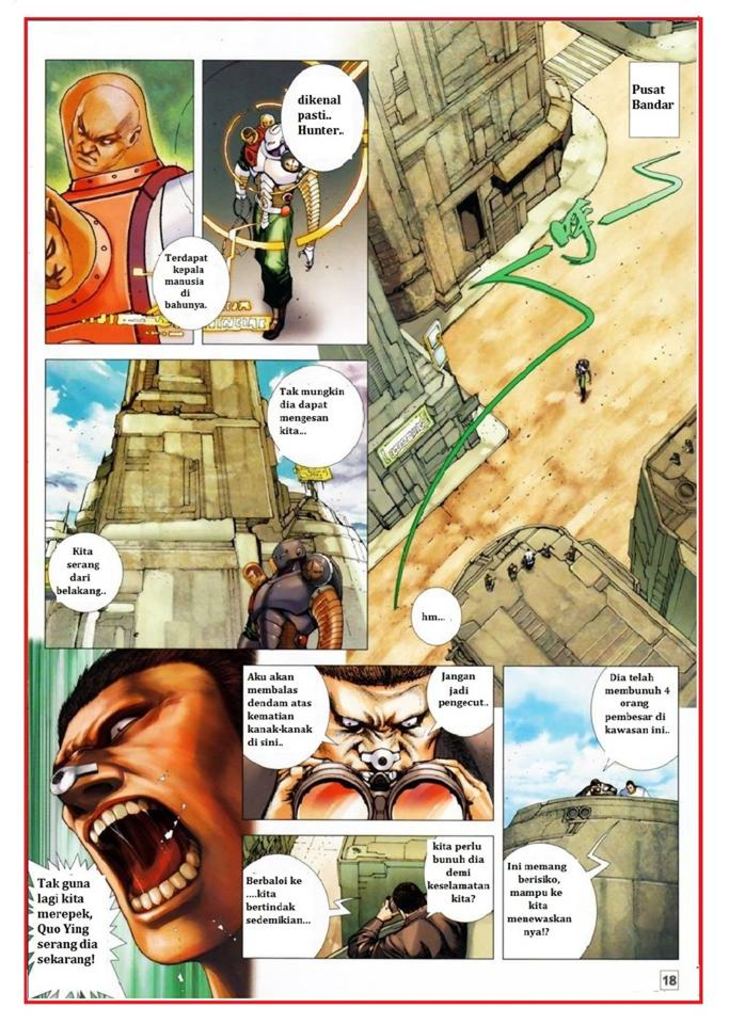 dikenal
pasti..
Hunter..
Terdapat
kepala
manusia
di
bahunya.
Pusat
Bandar
呼
Tak mungkin
dia dapat
mengesan
kita...
Kita
serang
dari
belakang..
hm...
Aku akan
membalas
dendam atas
kematian
kanak-kanak
di sini..
Jangan
jadi
pengecut..
Dia telah
membunuh 4
orang
pembesar di
kawasan ini..
Tak guna
lagi kita
merepek,
Quo Ying
serang dia
sekarang!
Berbaloi ke
....kita
bertindak
sedemikian...
kita perlu
bunuh dia
demi
keselamatan
kita?
Ini memang
berisiko,
mampu ke
kita
menewaskan
nya!?
18